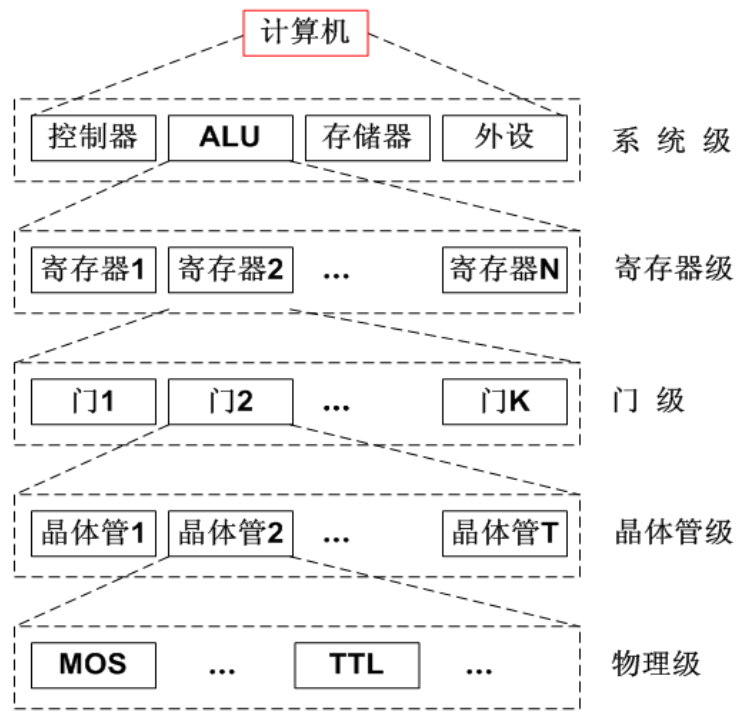 计算机
控制器 ALU 存储器 外设 系 统 级
寄存器1 寄存器2 ... 寄存器N 寄存器级
门1 门2 ... 门K 门 级
晶体管1 晶体管2 ... 晶体管T 晶体管级
MOS ... TTL ... 物理级